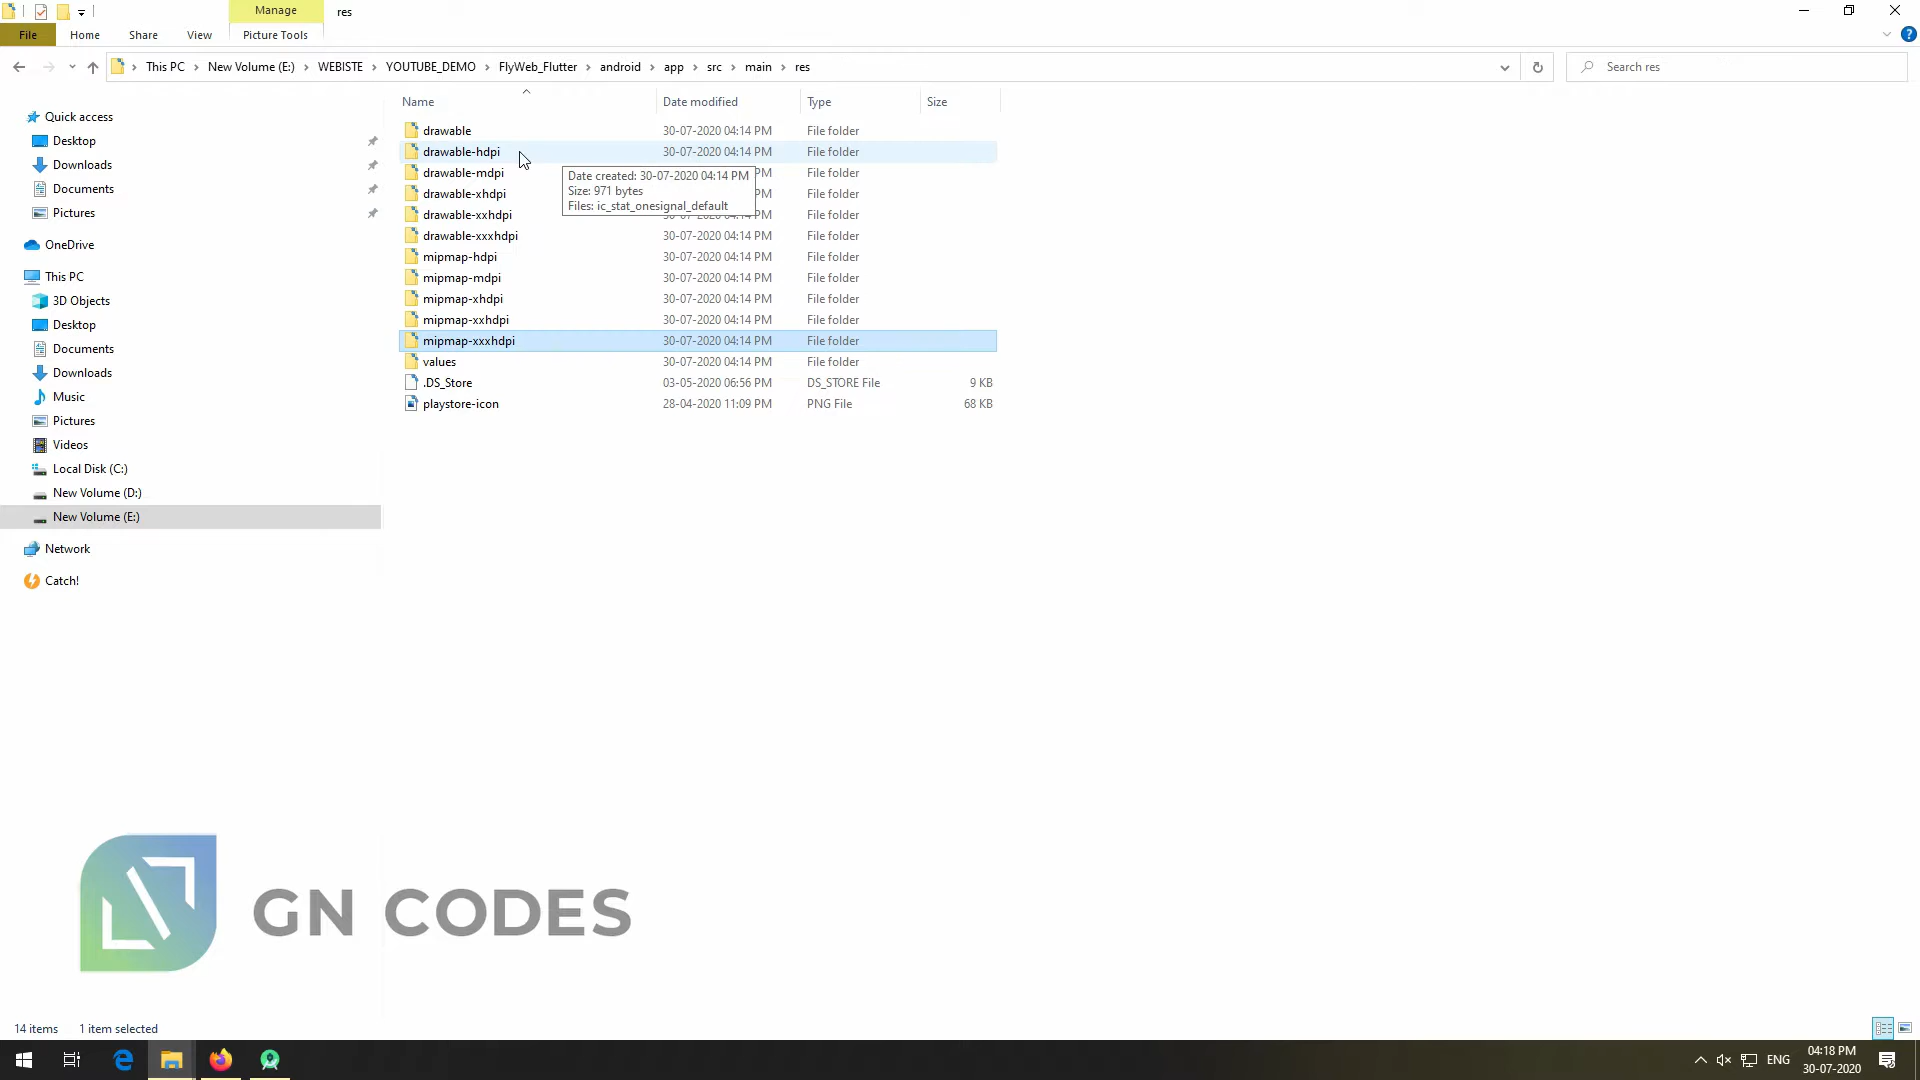 Manage
res
File
Home
Share
View
Picture Tools
This PC
New Volume (E:)
WEBISTE
YOUTUBE_DEMO
FlyWeb_Flutter
android
app
src
main
res
Search res
Name
Date modified
Type
Size
Quick access
Desktop
Downloads
Documents
Pictures
OneDrive
This PC
3D Objects
Desktop
Documents
Downloads
Music
Pictures
Videos
Local Disk (C:)
New Volume (D:)
New Volume (E:)
Network
Catch!
drawable 30-07-2020 04:14 PM File folder
drawable-hdpi 30-07-2020 04:14 PM File folder
drawable-mdpi File folder
drawable-xhdpi File folder
drawable-xxhdpi 30-07-2020 04:14 PM File folder
drawable-xxxhdpi 30-07-2020 04:14 PM File folder
mipmap-hdpi 30-07-2020 04:14 PM File folder
mipmap-mdpi 30-07-2020 04:14 PM File folder
mipmap-xhdpi 30-07-2020 04:14 PM File folder
mipmap-xxhdpi 30-07-2020 04:14 PM File folder
mipmap-xxxhdpi 30-07-2020 04:14 PM File folder
values 30-07-2020 04:14 PM File folder
.DS_Store 03-05-2020 06:56 PM DS_STORE File 9 KB
playstore-icon 28-04-2020 11:09 PM PNG File 68 KB
Date created: 30-07-2020 04:14 PM
Size: 971 bytes
Files: ic_stat_onesignal_default
GN CODES
14 items
1 item selected
ENG
04:18 PM
30-07-2020